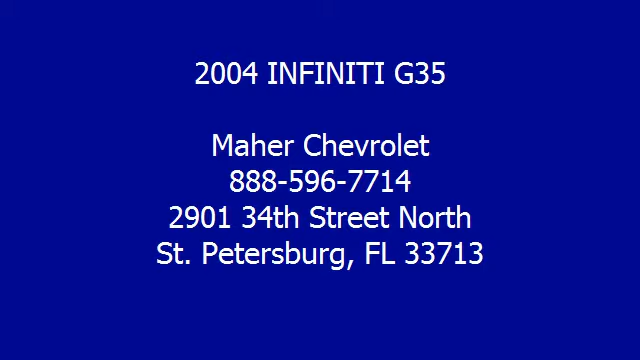 2004 INFINITI G35
Maher Chevrolet
888-596-7714
2901 34th Street North
St. Petersburg, FL 33713